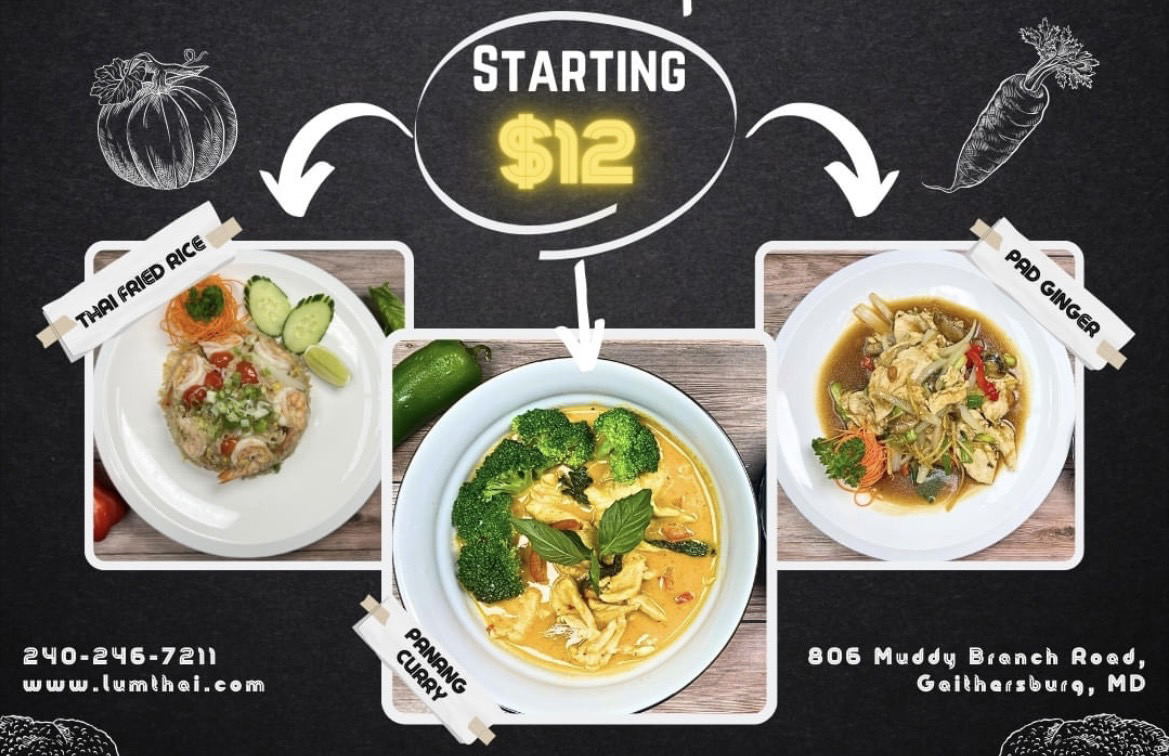 STARTING
$12
THAI FRIED RICE
PAD GINGER
PANANG
CURRY
240-246-7211
www.lumthai.com
806 Muddy Branch Road,
Gaithersburg, MD